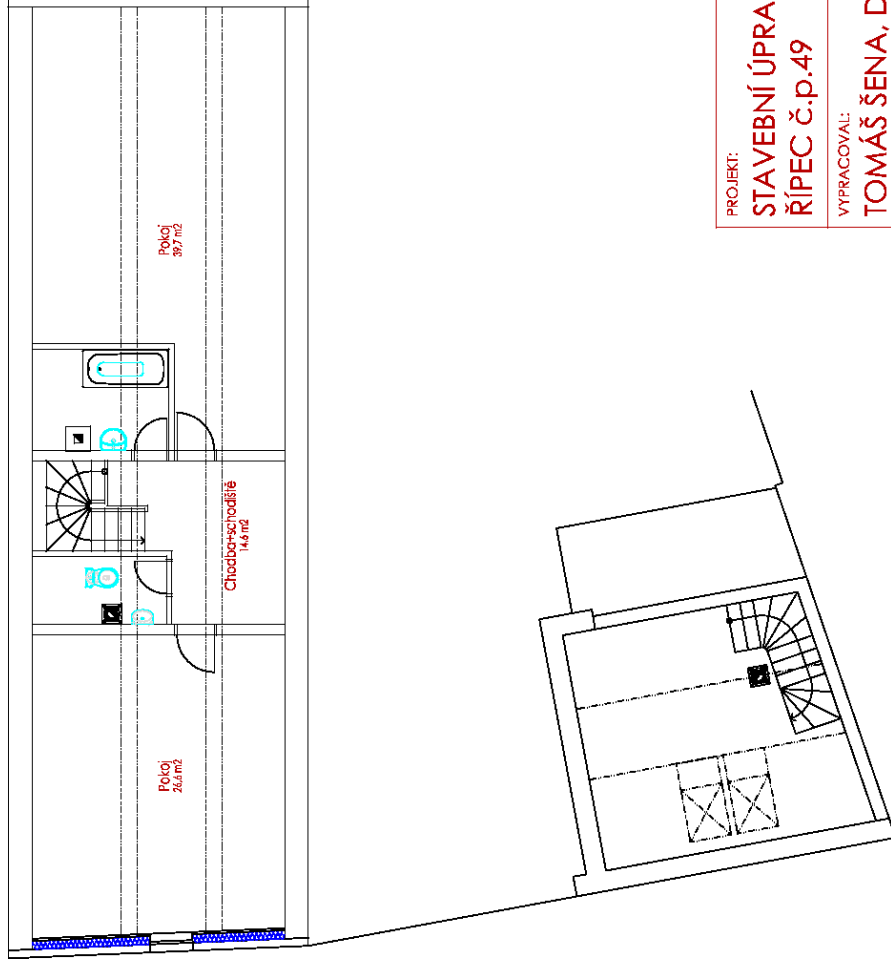 Pokoj
39,7 m2
Chodba+schodiště
14,6 m2
Pokoj
26,6 m2
PROJEKT:
STAVEBNÍ ÚPRA
ŘÍPEC č.p.49
VYPRACOVAL:
TOMÁŠ ŠENA, D